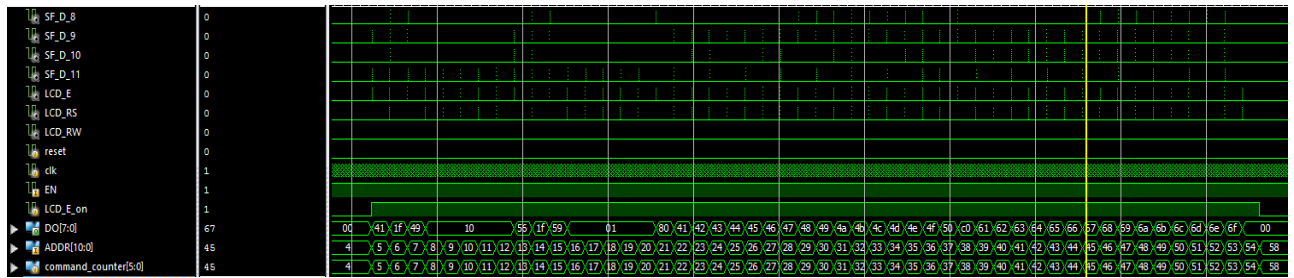 SF_D_8 0
SF_D_9 0
SF_D_10 0
SF_D_11 0
LCD_E 0
LCD_RS 0
LCD_RW 0
reset 0
clk 1
EN 1
LCD_E_on 1
DO[7:0] 67 00 41 1f 49 10 56 1f 59 01 80 41 42 43 44 45 46 47 48 49 4a 4b 4c 4d 4e 4f 50 c0 61 62 63 64 65 66 67 68 69 6a 6b 6c 6d 6e 6f 00
ADDR[10:0] 45 4 5 6 7 8 9 10 11 12 13 14 15 16 17 18 19 20 21 22 23 24 25 26 27 28 29 30 31 32 33 34 35 36 37 38 39 40 41 42 43 44 45 46 47 48 49 50 51 52 53 54 58
command_counter[5:0] 45 4 5 6 7 8 9 10 11 12 13 14 15 16 17 18 19 20 21 22 23 24 25 26 27 28 29 30 31 32 33 34 35 36 37 38 39 40 41 42 43 44 45 46 47 48 49 50 51 52 53 54 58